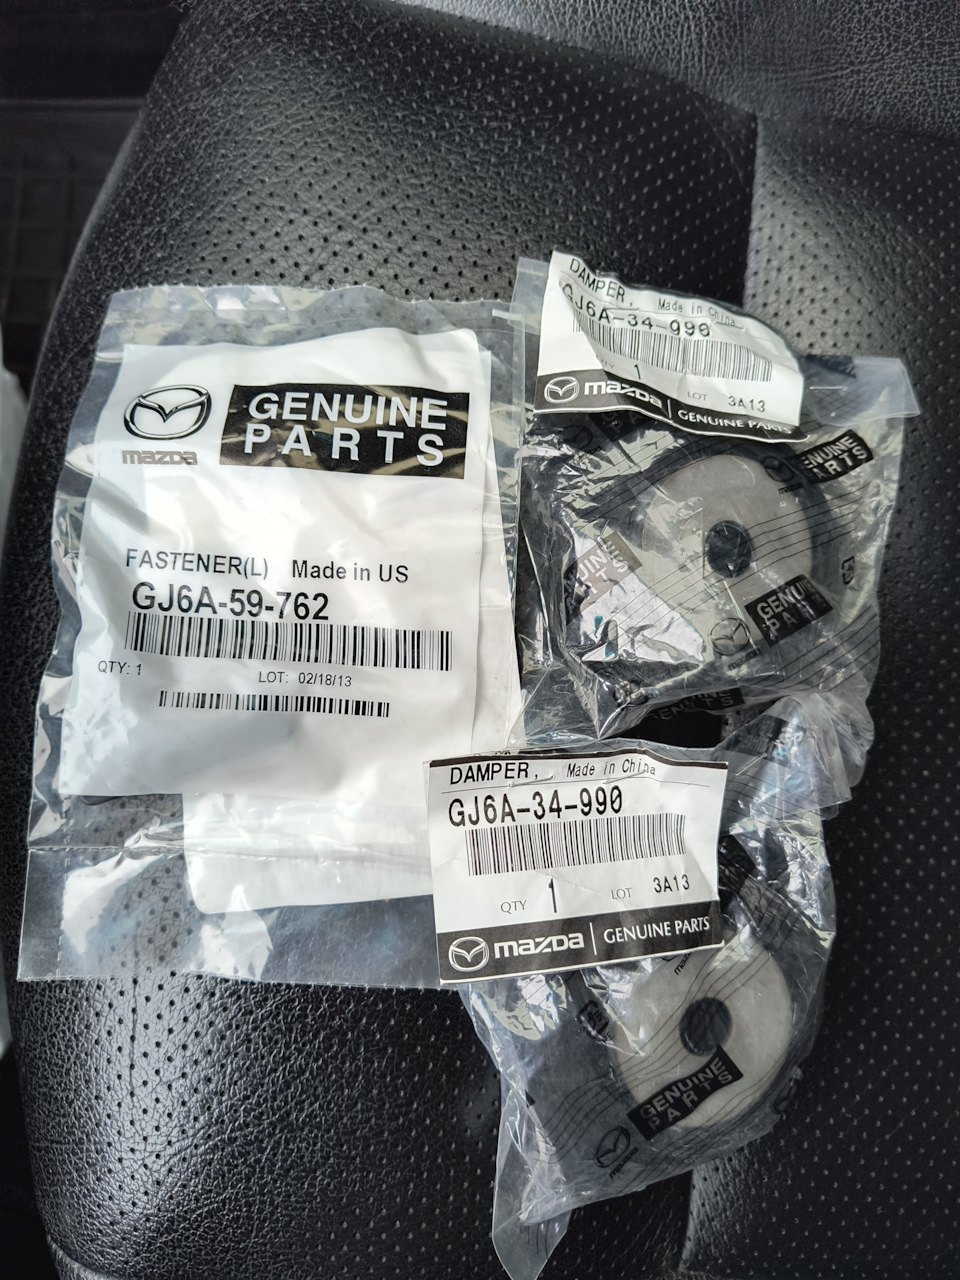 mazda
GENUINE
PARTS
FASTENER(L) Made in US
GJ6A-59-762
QTY: 1
LOT: 02/18/13
DAMPER, Made in China
GJ6A-34-990
1
LOT 3A13
mazda GENUINE PARTS
GENUINE
PARTS
GENUINE
PARTS
DAMPER, Made in China
GJ6A-34-990
QTY 1 LOT 3A13
mazda GENUINE PARTS
GENUINE
PARTS
mazda